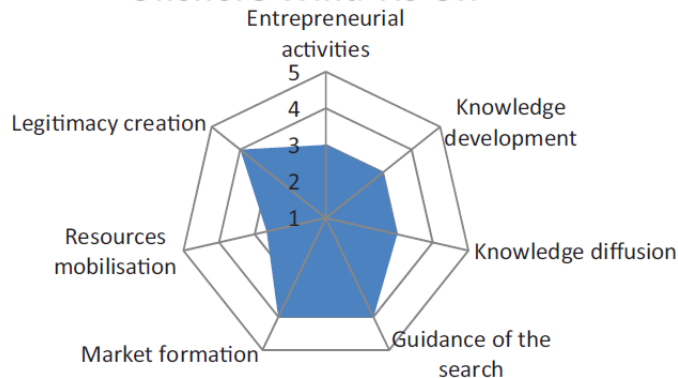 Entrepreneurial
activities
5
4
3
2
1
Knowledge
development
Knowledge diffusion
Guidance of the
search
Market formation
Resources
mobilisation
Legitimacy creation